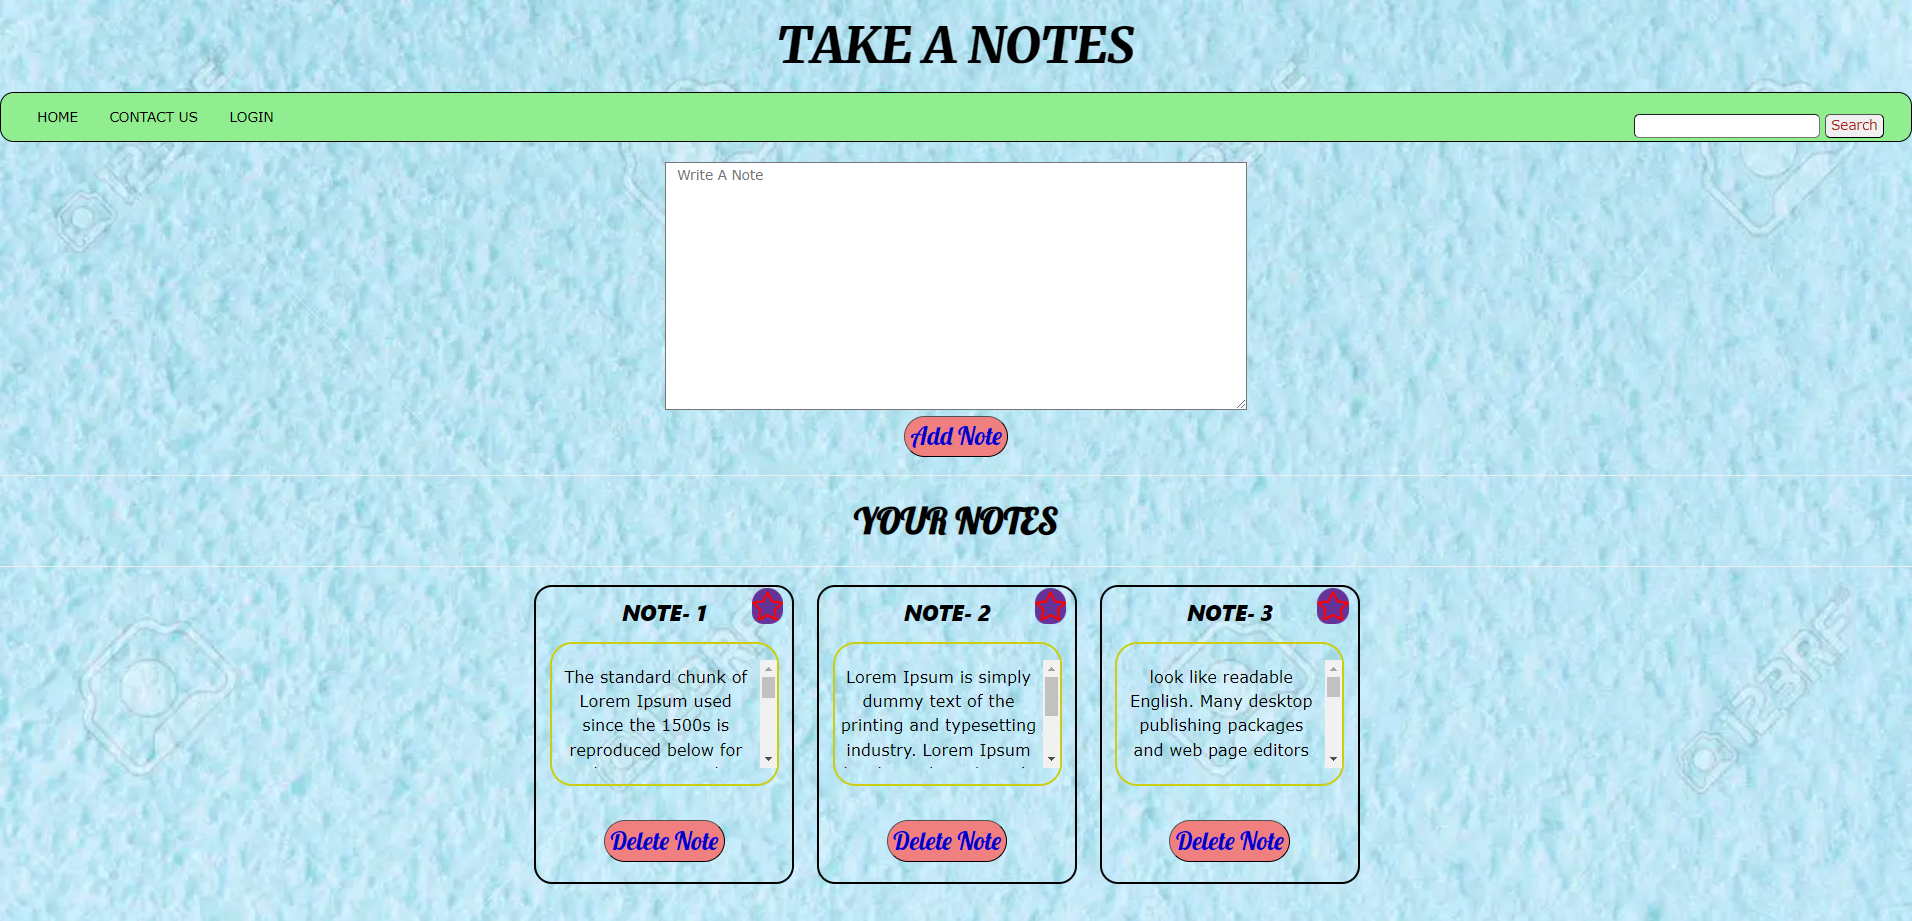 TAKE A NOTES
HOME CONTACT US LOGIN Search
Write A Note
Add Note
YOUR NOTES
NOTE- 1
The standard chunk of
Lorem Ipsum used
since the 1500s is
reproduced below for
Delete Note
NOTE- 2
Lorem Ipsum is simply
dummy text of the
printing and typesetting
industry. Lorem Ipsum
Delete Note
NOTE- 3
look like readable
English. Many desktop
publishing packages
and web page editors
Delete Note
123RF